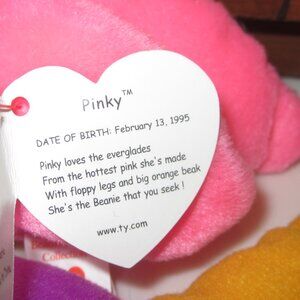 Pinky™
DATE OF BIRTH: February 13, 1995
Pinky loves the everglades
From the hottest pink she's made
With floppy legs and big orange beak
She's the Beanie that you seek !
www.ty.com
Collection